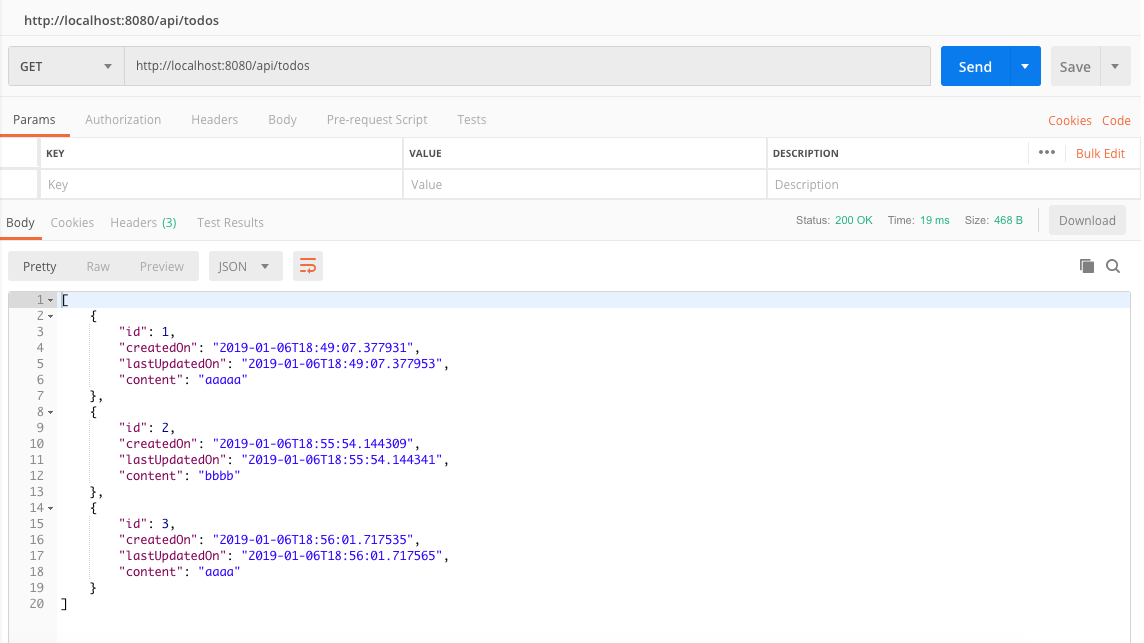 http://localhost:8080/api/todos
GET http://localhost:8080/api/todos Send Save
Params Authorization Headers Body Pre-request Script Tests Cookies Code
KEY VALUE DESCRIPTION ••• Bulk Edit
Key Value Description
Body Cookies Headers (3) Test Results Status: 200 OK Time: 19 ms Size: 468 B Download
Pretty Raw Preview JSON
1 [
2 {
3 "id": 1,
4 "createdOn": "2019-01-06T18:49:07.377931",
5 "lastUpdatedOn": "2019-01-06T18:49:07.377953",
6 "content": "aaaaa"
7 },
8 {
9 "id": 2,
10 "createdOn": "2019-01-06T18:55:54.144309",
11 "lastUpdatedOn": "2019-01-06T18:55:54.144341",
12 "content": "bbbb"
13 },
14 {
15 "id": 3,
16 "createdOn": "2019-01-06T18:56:01.717535",
17 "lastUpdatedOn": "2019-01-06T18:56:01.717565",
18 "content": "aaaa"
19 }
20 ]